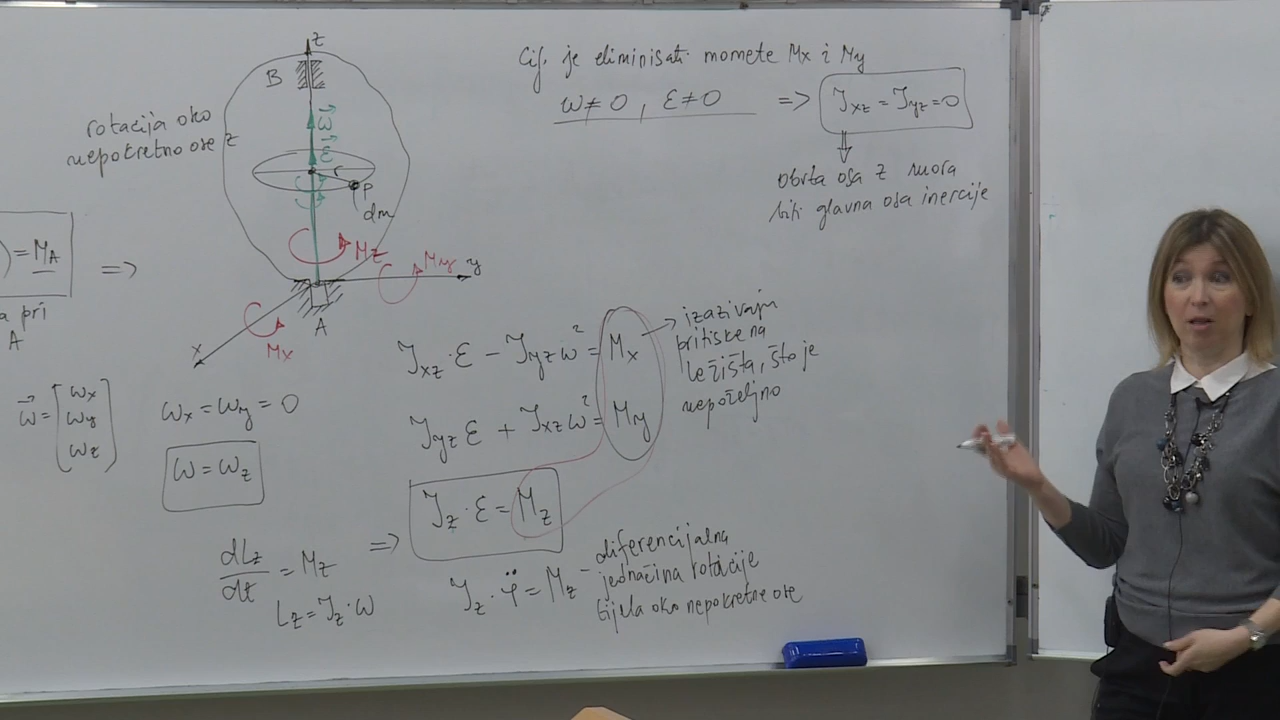 z
B
rotacija oko
nepokretne ose z
ω⃗
ε⃗
r
P
dm
Mz
My
y
A
x
Mx
)=M_A
=>
a pri
A
ω⃗ = [ωx
ωy
ωz]
ωx = ωy = 0
ω = ωz
dLz/dt = Mz
Lz = Jz·ω
=>
Jxz·ε − Jyz ω² = Mx
Jyz ε + Jxz ω² = My
Jz·ε = Mz
Jz·φ̈ = Mz - diferencijalna
jednačina rotacije
tijela oko nepokretne ose
izazivaju
pritiske na
ležišta, što je
nepoželjno
Cilj je eliminisati momete Mx i My
ω≠0, ε≠0 => Jxz = Jyz = 0
obrtna osa z mora
biti glavna osa inercije